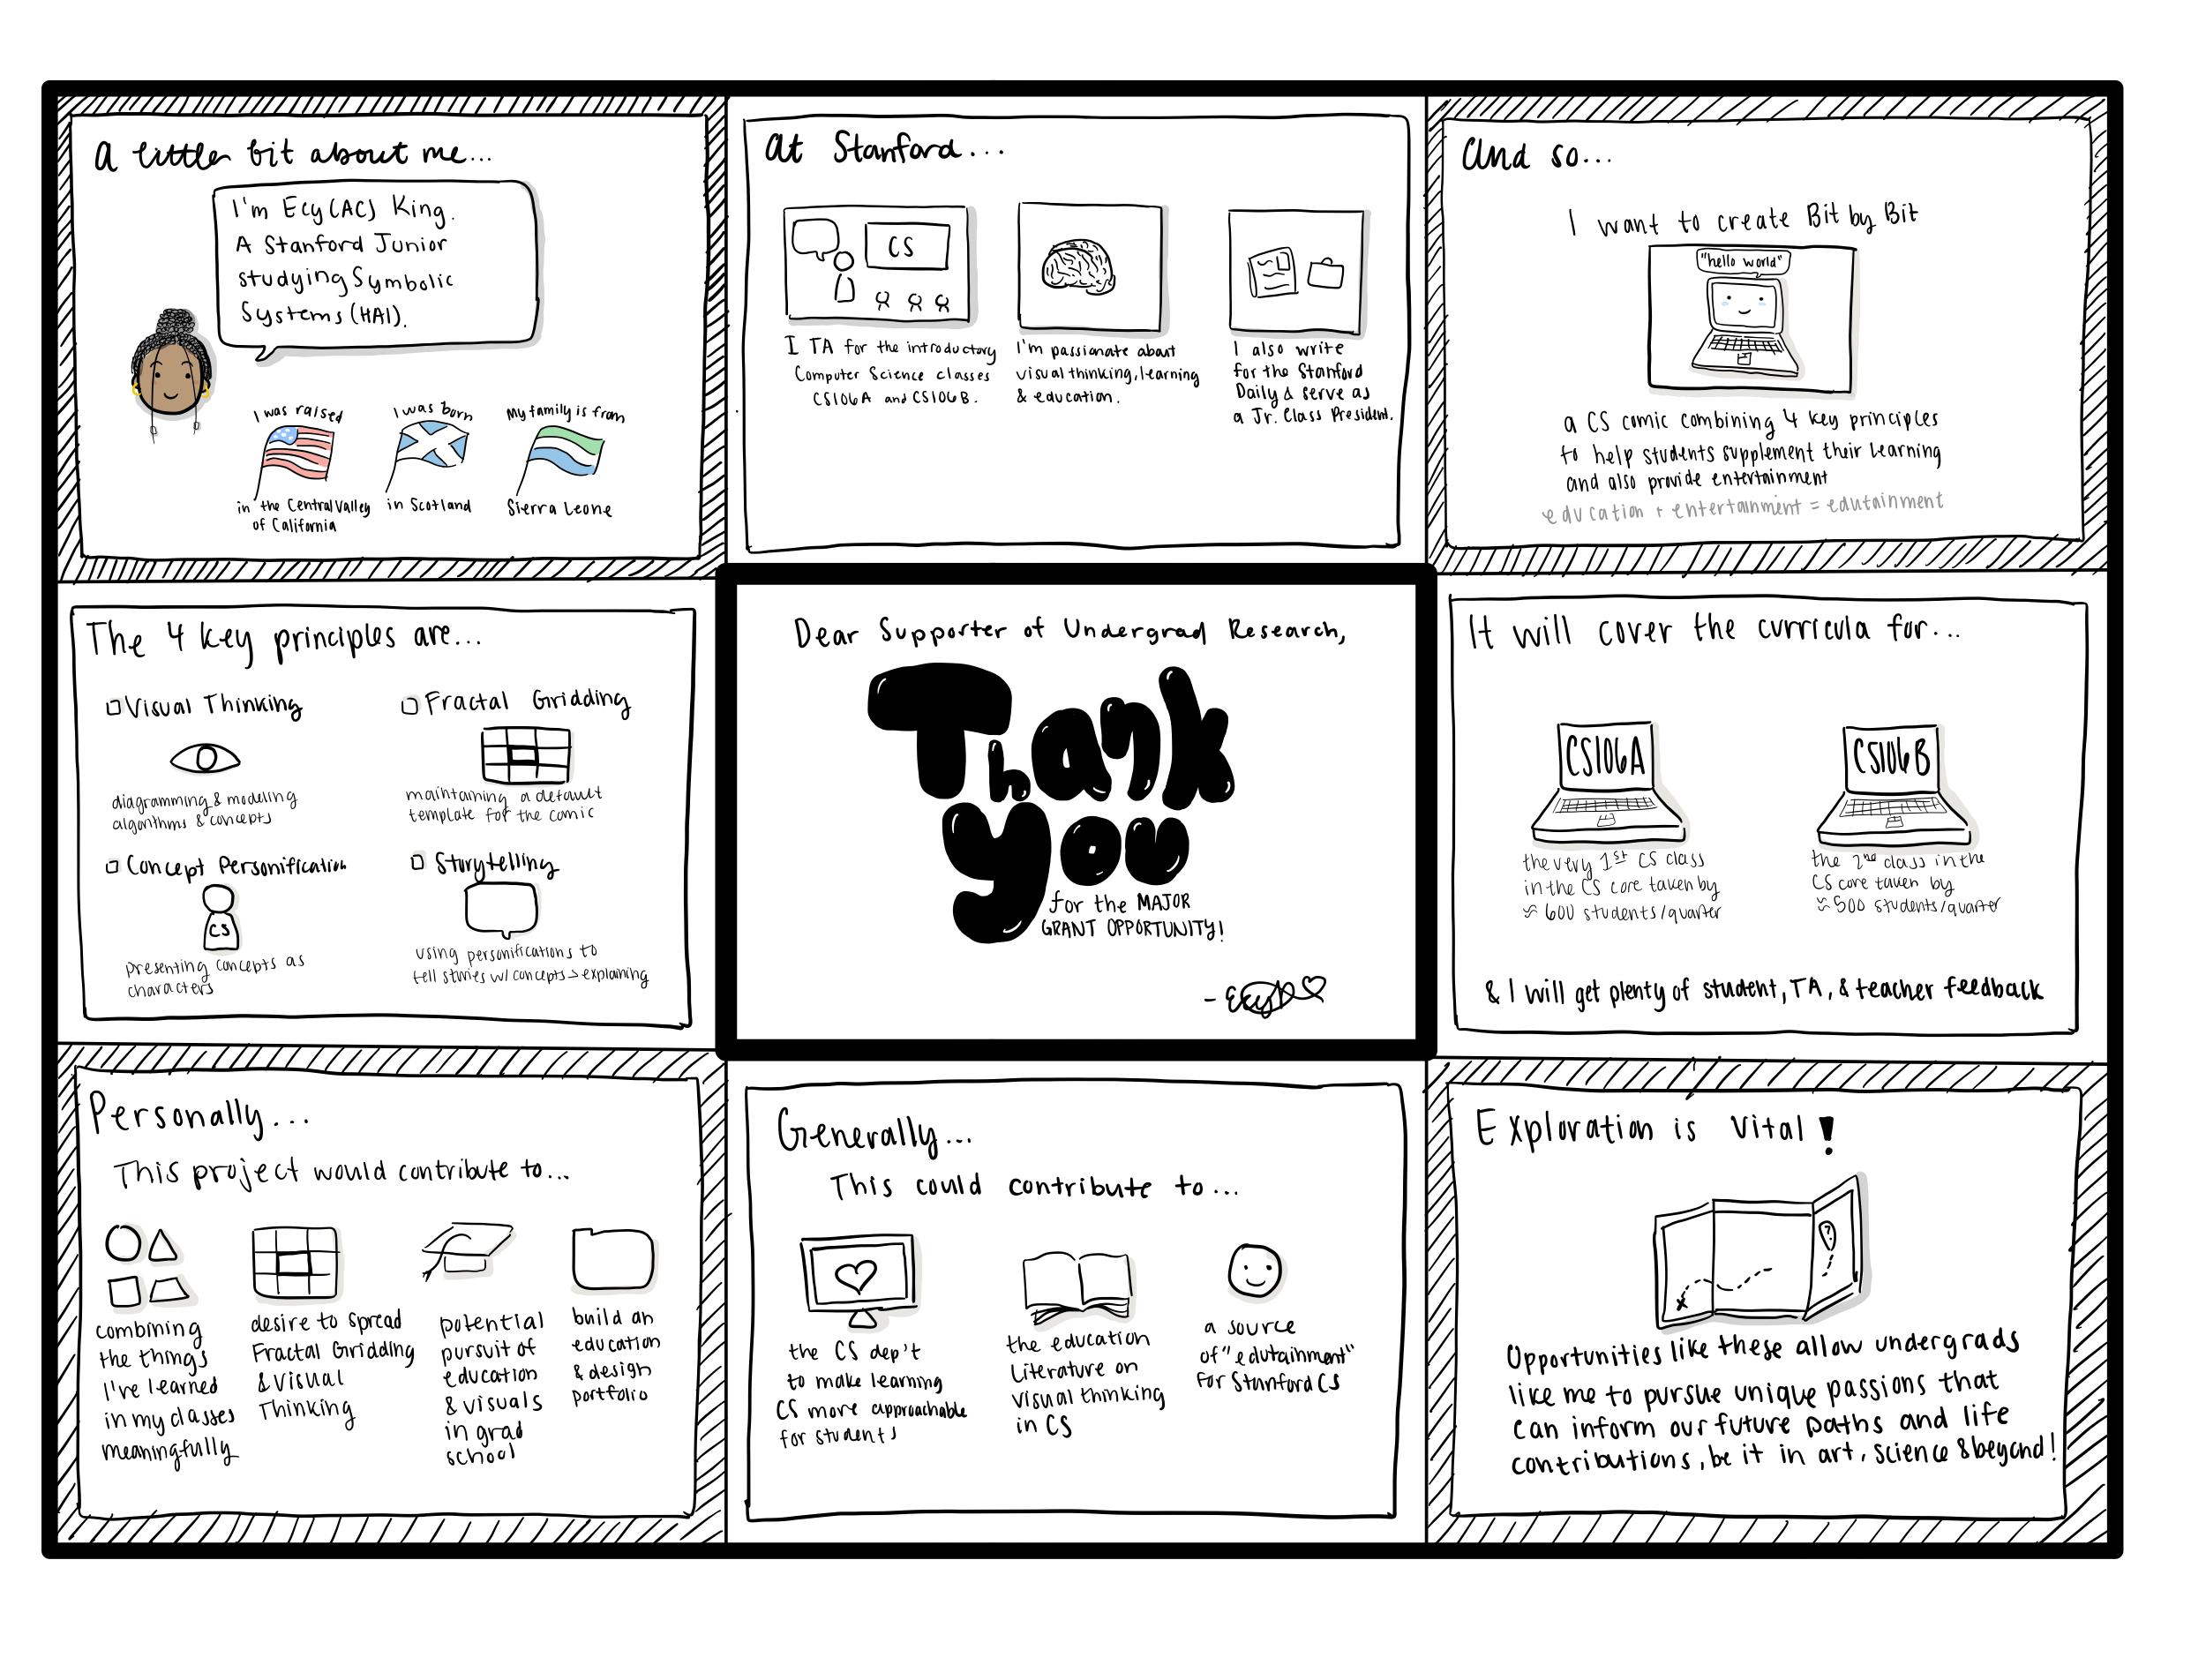 A little bit about me...
I'm Ecy (AC) King.
A Stanford Junior
studying Symbolic
Systems (HAI).
I was raised
in the Central Valley
of California
I was born
in Scotland
My family is from
Sierra Leone
at Stanford...
CS
I TA for the introductory
Computer Science classes
CS106A and CS106B.
I'm passionate about
visual thinking, learning
& education.
I also write
for the Stanford
Daily & serve as
a Jr. Class President.
And so...
I want to create Bit by Bit
"hello world"
a CS comic combining 4 key principles
to help students supplement their learning
and also provide entertainment
education + entertainment = edutainment
The 4 key principles are...
Visual Thinking
diagramming & modeling
algorithms & concepts
Fractal Gridding
maintaining a default
template for the comic
Concept Personification
CS
presenting concepts as
characters
Storytelling
using personifications to
tell stories w/ concepts > explaining
Dear Supporter of Undergrad Research,
Thank
you
for the MAJOR
GRANT OPPORTUNITY!
It will cover the curricula for...
CS106A
the very 1st CS class
in the CS core taken by
≈ 600 students/quarter
CS106B
the 2nd class in the
CS core taken by
≈ 500 students/quarter
& I will get plenty of student, TA, & teacher feedback
Personally...
This project would contribute to...
combining
the things
I've learned
in my classes
meaningfully
desire to spread
Fractal Gridding
& Visual
Thinking
potential
pursuit of
education
& visuals
in grad
school
build an
education
& design
portfolio
Generally...
This could contribute to...
the CS dep't
to make learning
CS more approachable
for students
the education
literature on
visual thinking
in CS
a source
of "edutainment"
for Stanford CS
Exploration is Vital!
?
x
Opportunities like these allow undergrads
like me to pursue unique passions that
can inform our future paths and life
contributions, be it in art, science & beyond!